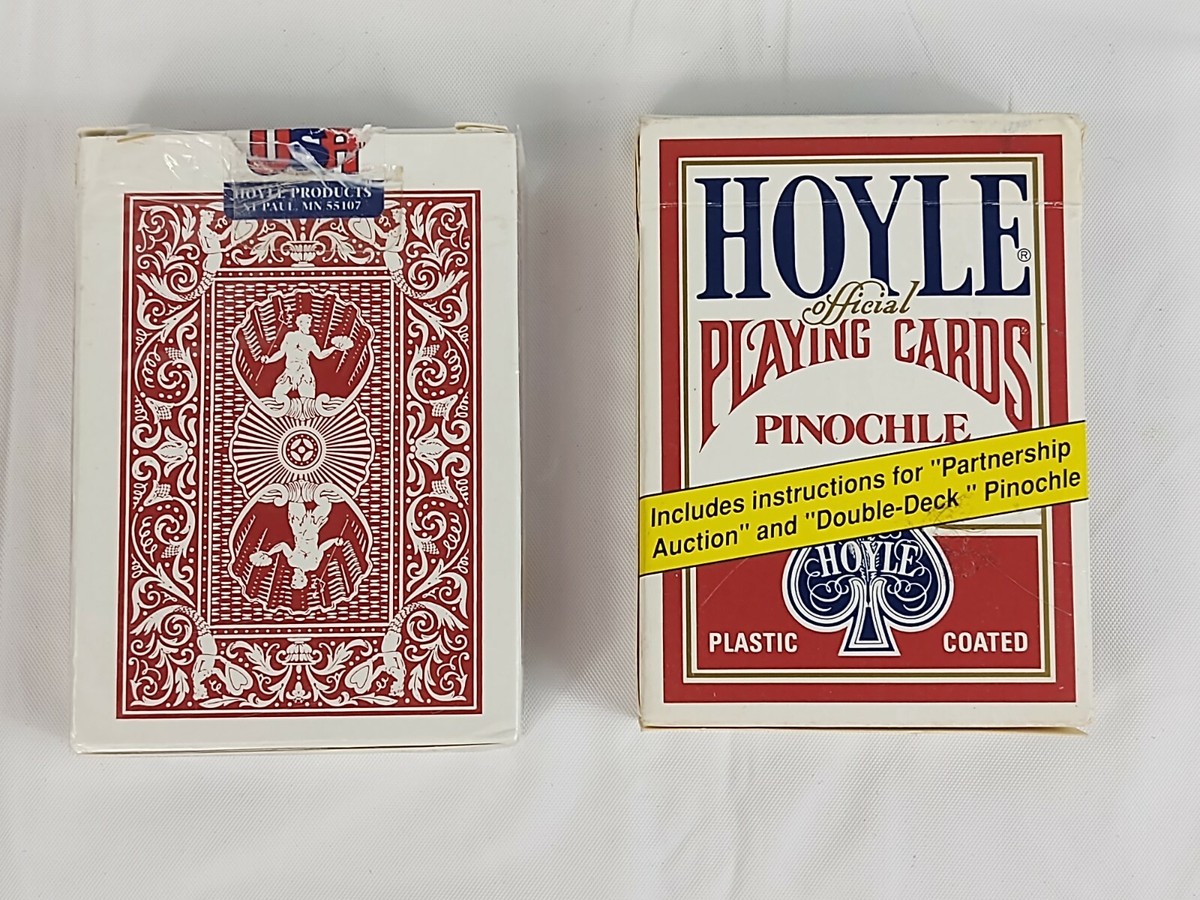 USA
HOYLE PRODUCTS
ST PAUL, MN 55107
HOYLE®
official
PLAYING CARDS
PINOCHLE
Includes instructions for "Partnership
Auction" and "Double-Deck" Pinochle
HOYLE
PLASTIC COATED